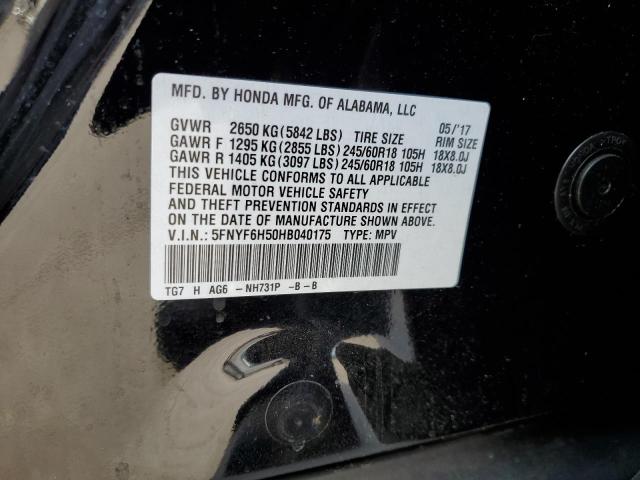 MFD. BY HONDA MFG. OF ALABAMA, LLC
GVWR 2650 KG (5842 LBS) TIRE SIZE 05/'17 RIM SIZE
GAWR F 1295 KG (2855 LBS) 245/60R18 105H 18X8.0J
GAWR R 1405 KG (3097 LBS) 245/60R18 105H 18X8.0J
THIS VEHICLE CONFORMS TO ALL APPLICABLE
FEDERAL MOTOR VEHICLE SAFETY
AND THEFT PREVENTION STANDARDS IN EFFECT
ON THE DATE OF MANUFACTURE SHOWN ABOVE.
V.I.N.: 5FNYF6H50HB040175 TYPE: MPV
TG7 H AG6 -NH731P -B-B